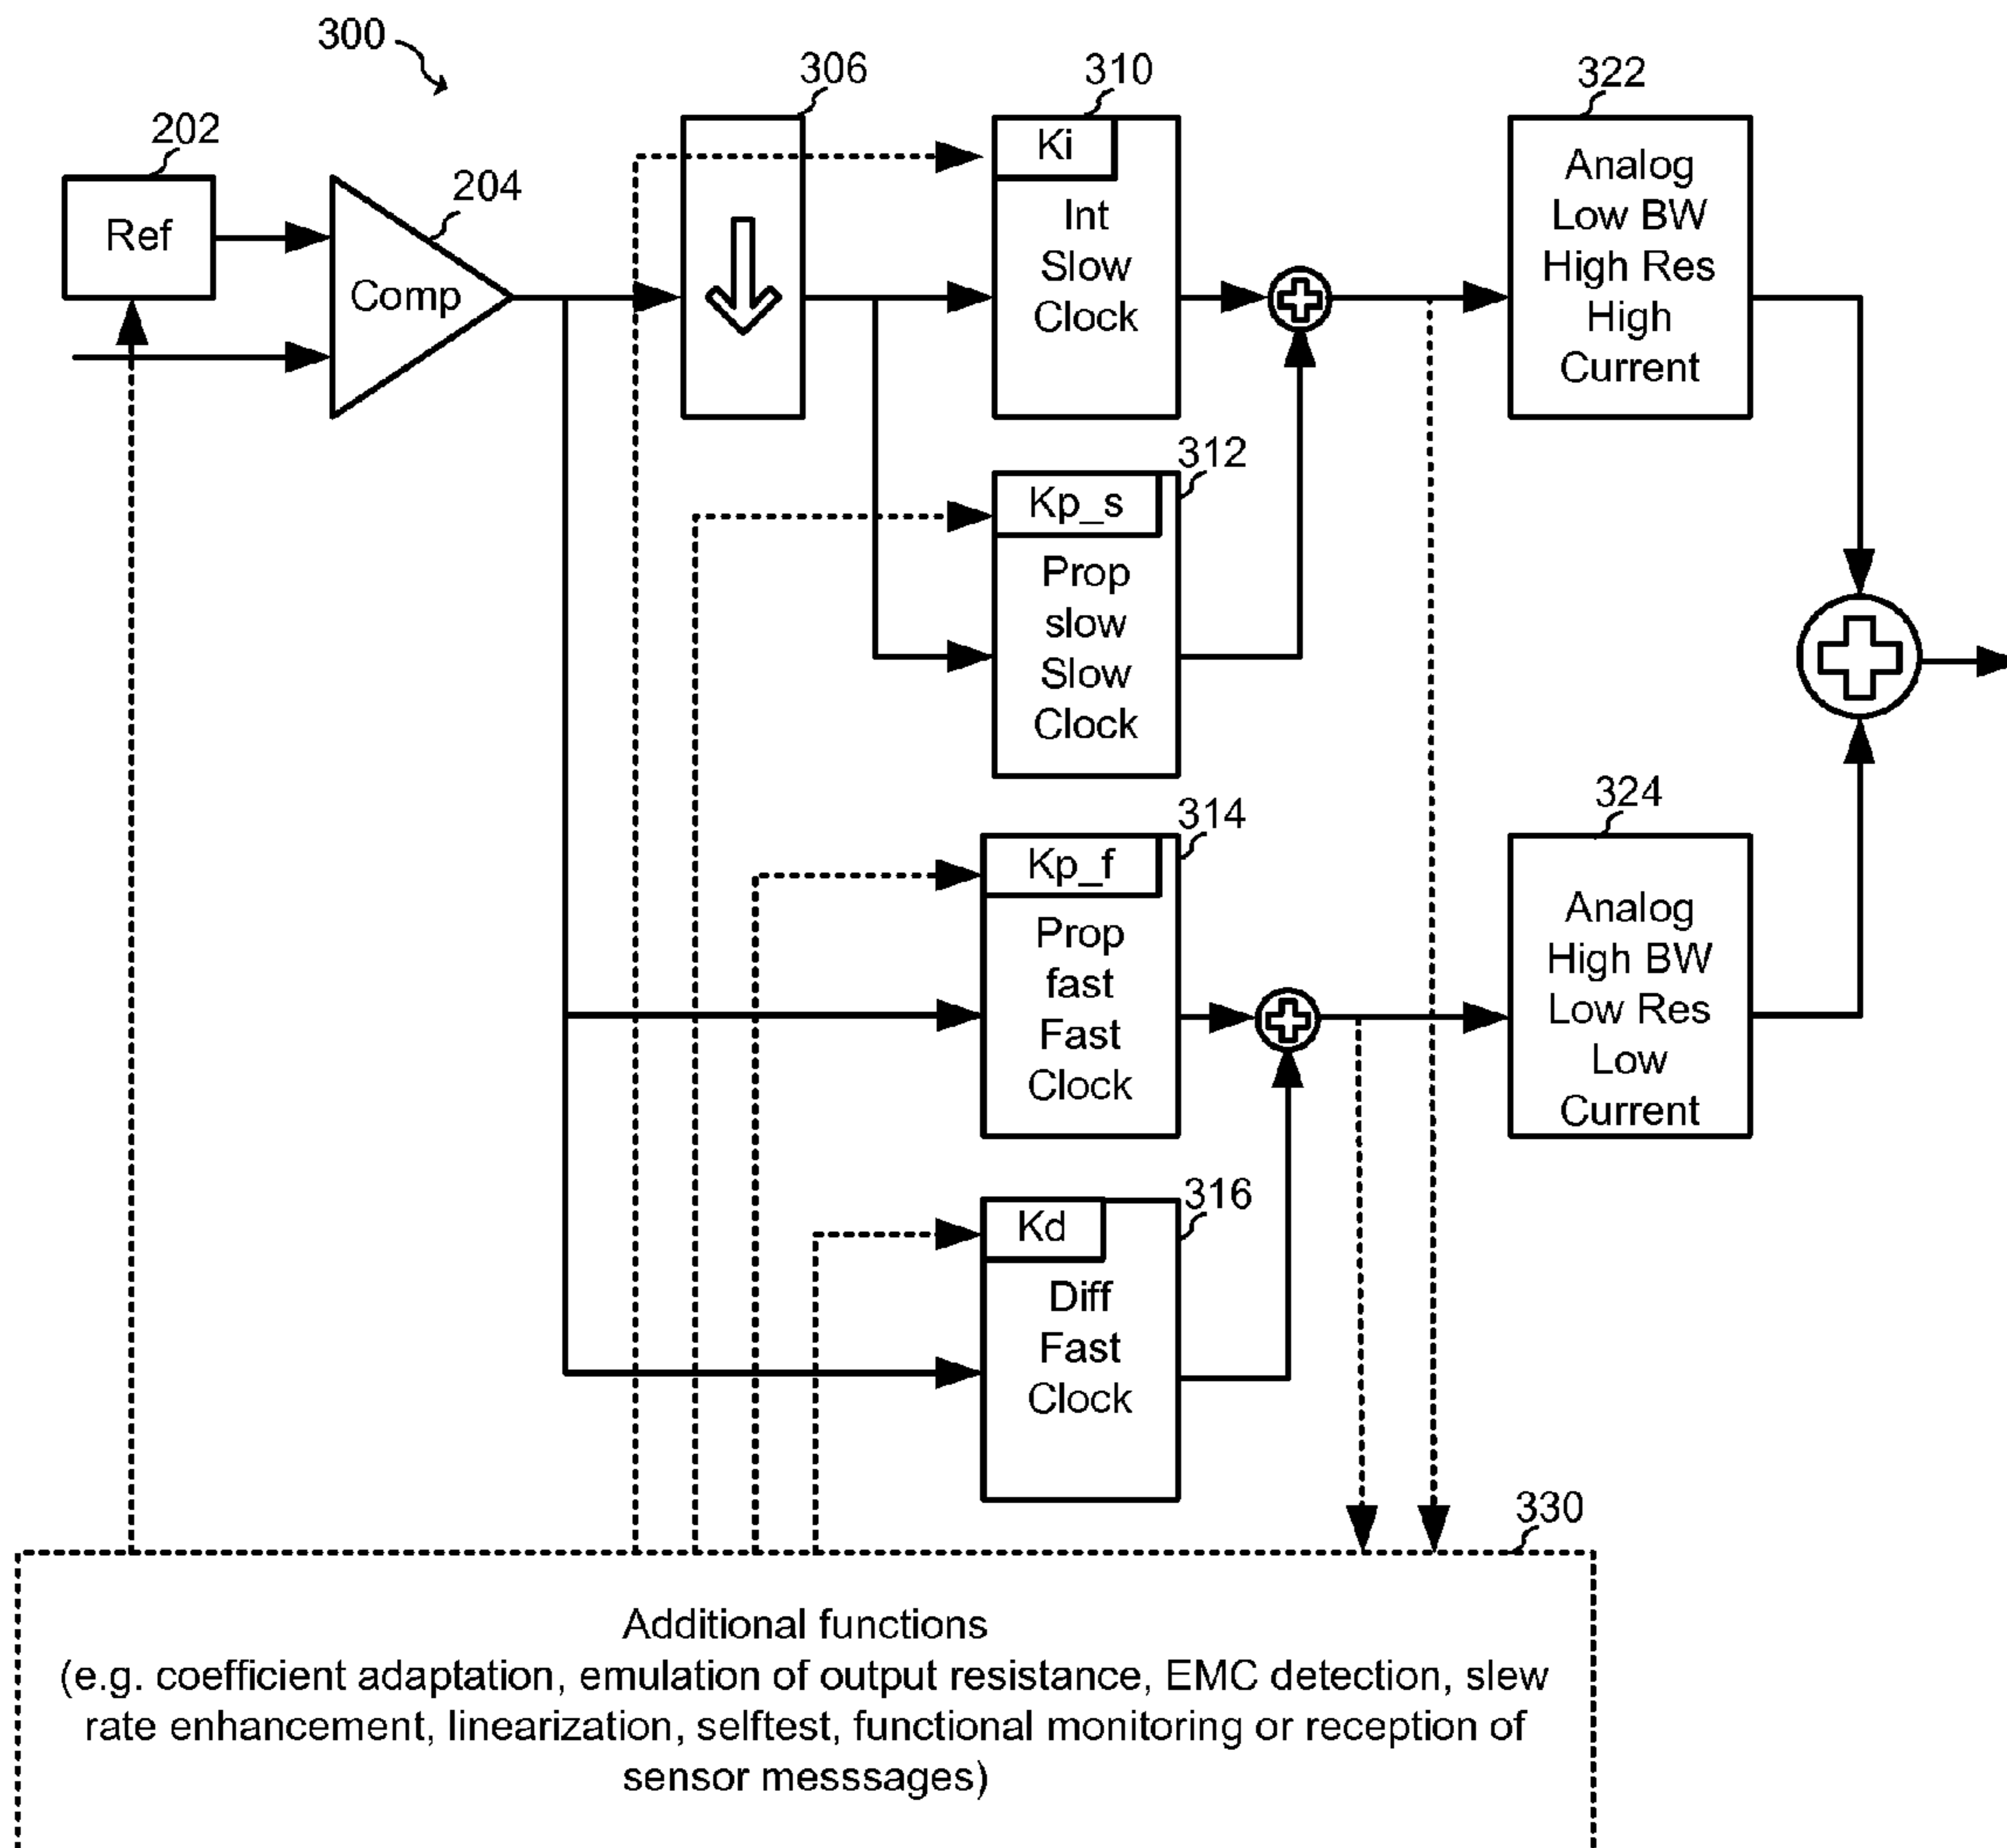 300
306
310
322
202
204
Ref
Comp
Ki
Int
Slow
Clock
Analog
Low BW
High Res
High
Current
312
Kp_s
Prop
slow
Slow
Clock
314
Kp_f
Prop
fast
Fast
Clock
324
Analog
High BW
Low Res
Low
Current
316
Kd
Diff
Fast
Clock
330
Additional functions
(e.g. coefficient adaptation, emulation of output resistance, EMC detection, slew
rate enhancement, linearization, selftest, functional monitoring or reception of
sensor messsages)